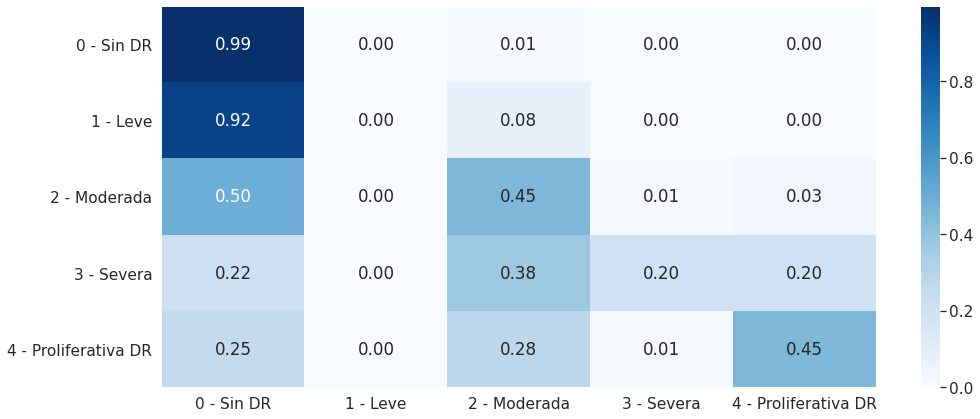 0 - Sin DR 0.99 0.00 0.01 0.00 0.00
1 - Leve 0.92 0.00 0.08 0.00 0.00
2 - Moderada 0.50 0.00 0.45 0.01 0.03
3 - Severa 0.22 0.00 0.38 0.20 0.20
4 - Proliferativa DR 0.25 0.00 0.28 0.01 0.45
0 - Sin DR 1 - Leve 2 - Moderada 3 - Severa 4 - Proliferativa DR
0.8
0.6
0.4
0.2
0.0